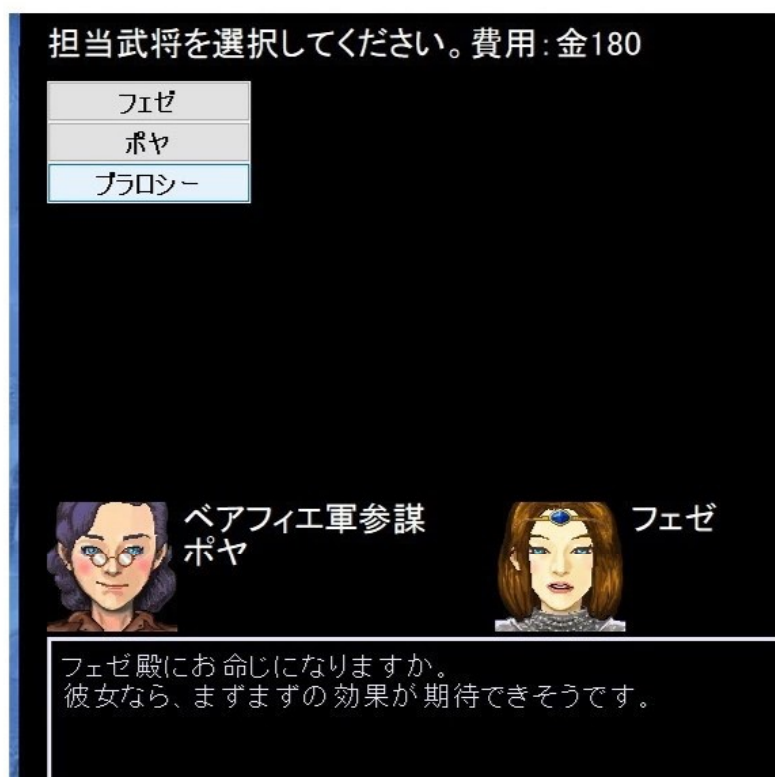 担当武将を選択してください。費用:金180
フェゼ
ポヤ
ブラロシー
ベアフィエ軍参謀
ポヤ
フェゼ
フェゼ殿にお命じになりますか。
彼女なら、まずまずの効果が期待できそうです。